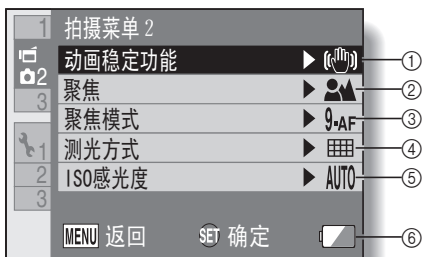 1 拍摄菜单 2
动画稳定功能 ①
2 聚焦 ②
3 聚焦模式 9-AF ③
1 测光方式 ④
2 ISO感光度 AUTO ⑤
3
MENU 返回 SET 确定 ⑥